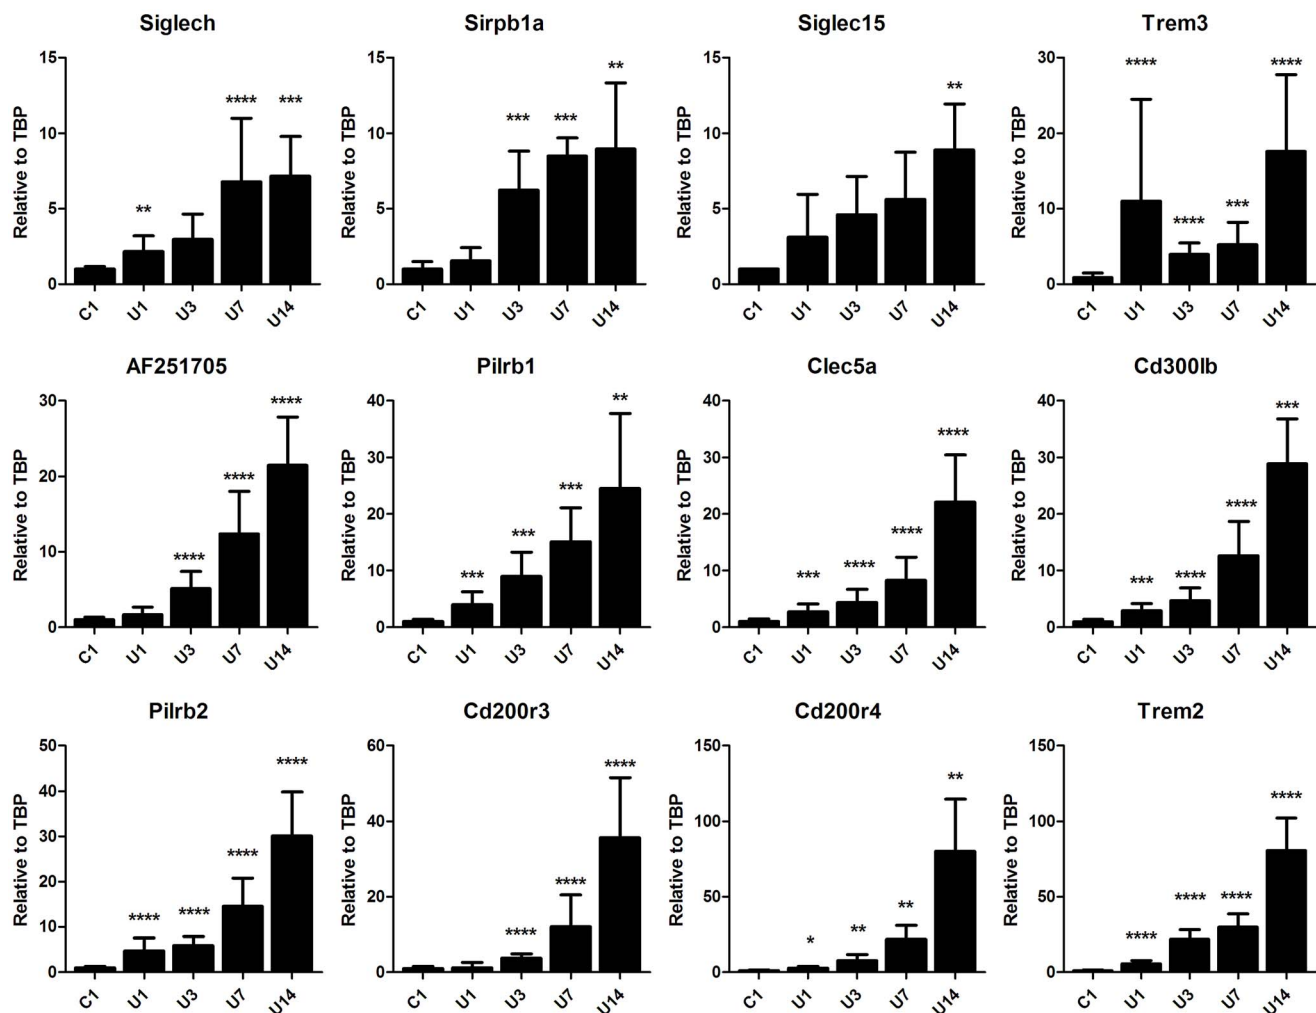 Siglech
Sirpb1a
Siglec15
Trem3
Relative to TBP
15
10
5
0
** **** ***
C1 U1 U3 U7 U14
Relative to TBP
15
10
5
0
*** *** **
C1 U1 U3 U7 U14
Relative to TBP
15
10
5
0
**
C1 U1 U3 U7 U14
Relative to TBP
30
20
10
0
**** **** *** ****
C1 U1 U3 U7 U14
AF251705
Pilrb1
Clec5a
Cd300lb
Relative to TBP
30
20
10
0
**** **** ****
C1 U1 U3 U7 U14
Relative to TBP
40
30
20
10
0
*** *** *** **
C1 U1 U3 U7 U14
Relative to TBP
40
30
20
10
0
*** **** **** ****
C1 U1 U3 U7 U14
Relative to TBP
40
30
20
10
0
*** **** **** ***
C1 U1 U3 U7 U14
Pilrb2
Cd200r3
Cd200r4
Trem2
Relative to TBP
50
40
30
20
10
0
**** **** **** ****
C1 U1 U3 U7 U14
Relative to TBP
60
40
20
0
**** **** ****
C1 U1 U3 U7 U14
Relative to TBP
150
100
50
0
* ** ** **
C1 U1 U3 U7 U14
Relative to TBP
150
100
50
0
**** **** **** ****
C1 U1 U3 U7 U14